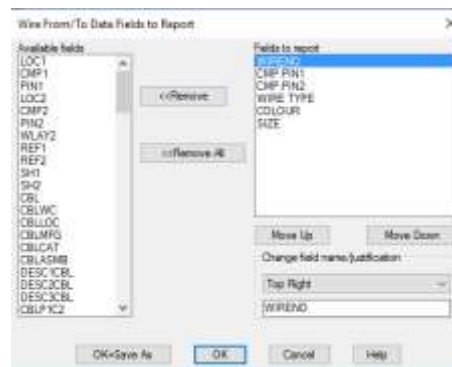 Wire From/To Data Fields to Report
Available fields
LOC1
CMP1
PIN1
LOC2
CMP2
PIN2
WLAY2
REF1
REF2
SH1
SH2
CBL
CBLWC
CBLLOC
CBLMFG
CBLCAT
CBLASMB
DESC1CBL
DESC2CBL
DESC3CBL
CBLP1C2
<<Remove
<<Remove All
Fields to report
WIRENO
CMP PIN1
CMP PIN2
WIRE TYPE
COLOUR
SIZE
Move Up
Move Down
Change field name/justification
Top Right
WIRENO
OK+Save As
OK
Cancel
Help